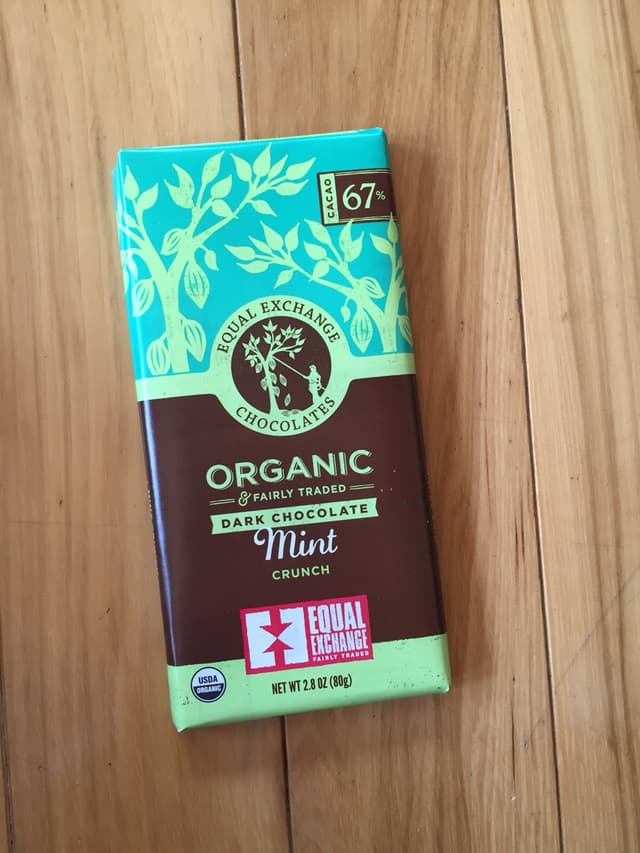 CACAO
67%
EQUAL EXCHANGE
CHOCOLATES
ORGANIC
& FAIRLY TRADED
DARK CHOCOLATE
Mint
CRUNCH
EQUAL
EXCHANGE
FAIRLY TRADED
USDA
ORGANIC
NET WT 2.8 OZ (80g)